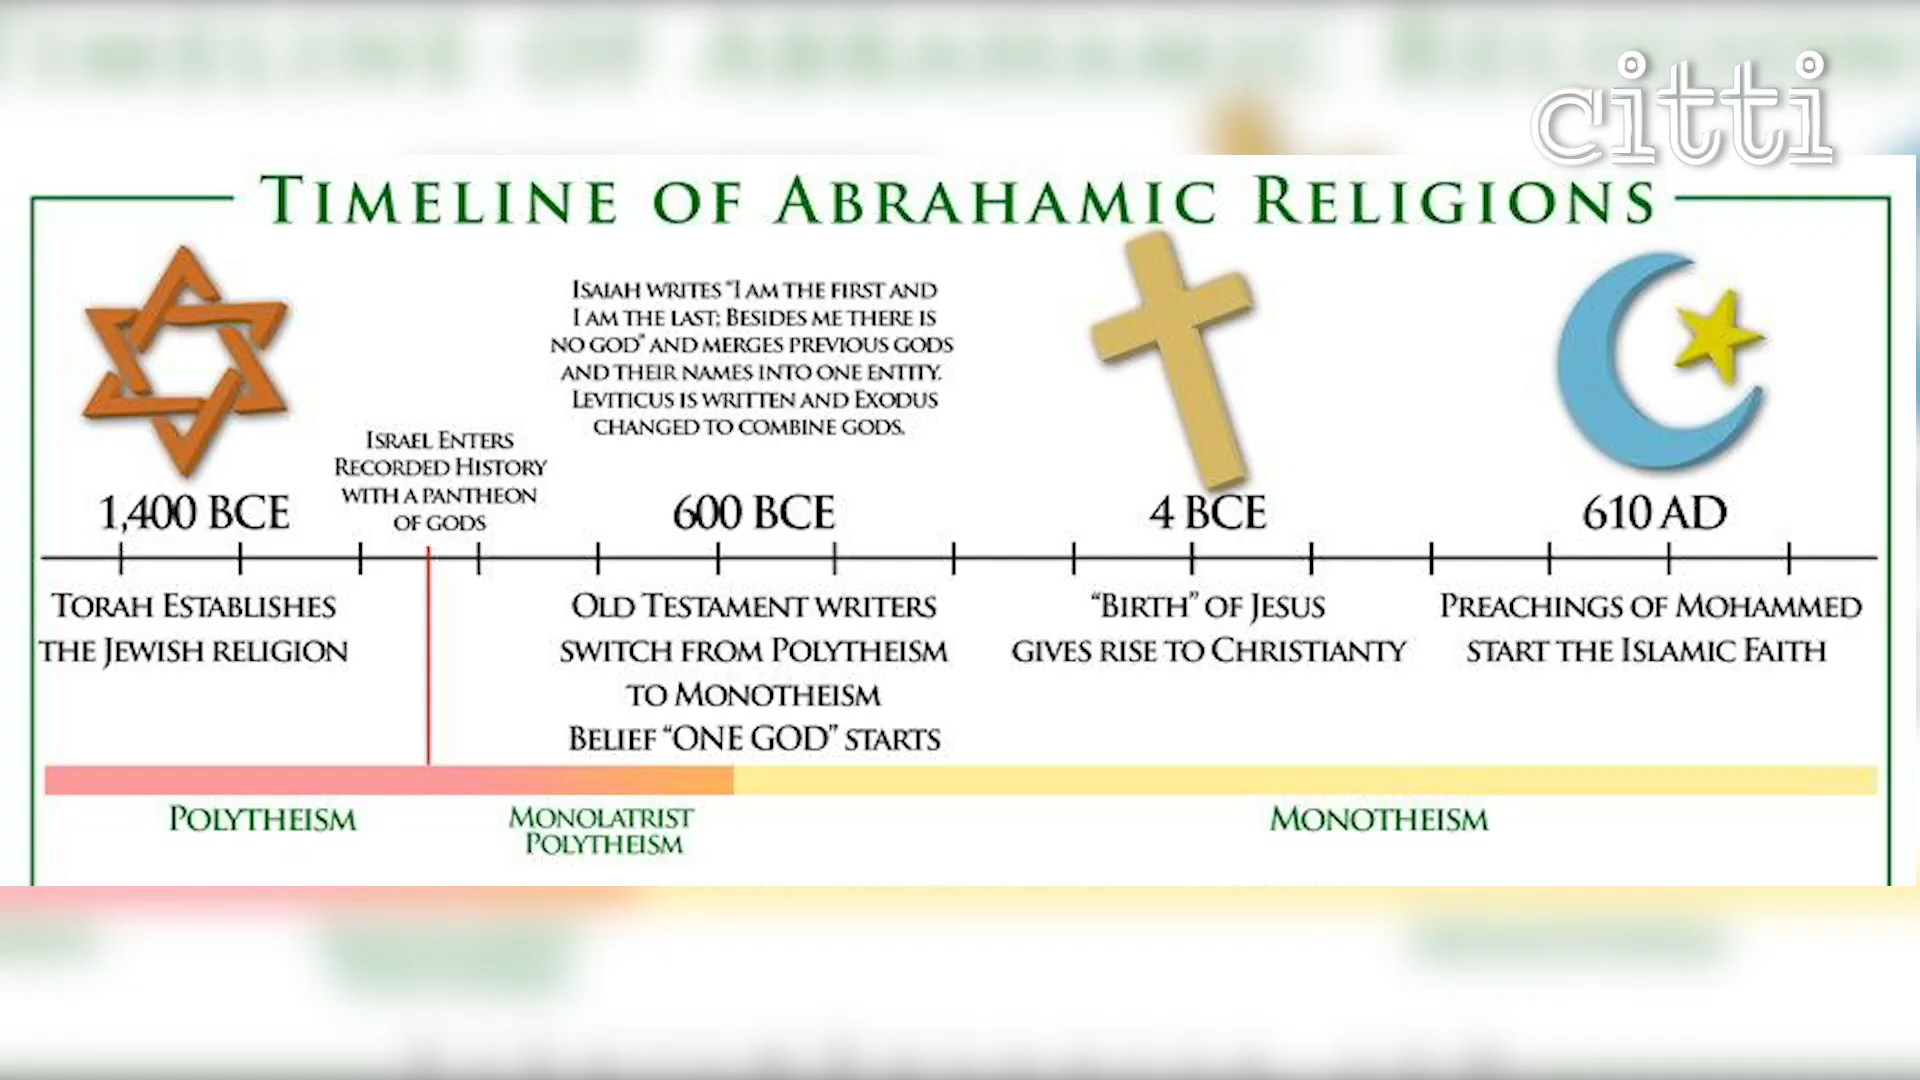 citti
TIMELINE OF ABRAHAMIC RELIGIONS
ISAIAH WRITES "I AM THE FIRST AND
I AM THE LAST; BESIDES ME THERE IS
NO GOD" AND MERGES PREVIOUS GODS
AND THEIR NAMES INTO ONE ENTITY.
LEVITICUS IS WRITTEN AND EXODUS
CHANGED TO COMBINE GODS.
ISRAEL ENTERS
RECORDED HISTORY
WITH A PANTHEON
OF GODS
1,400 BCE
600 BCE
4 BCE
610 AD
TORAH ESTABLISHES
THE JEWISH RELIGION
OLD TESTAMENT WRITERS
SWITCH FROM POLYTHEISM
TO MONOTHEISM
BELIEF "ONE GOD" STARTS
"BIRTH" OF JESUS
GIVES RISE TO CHRISTIANTY
PREACHINGS OF MOHAMMED
START THE ISLAMIC FAITH
POLYTHEISM
MONOLATRIST
POLYTHEISM
MONOTHEISM